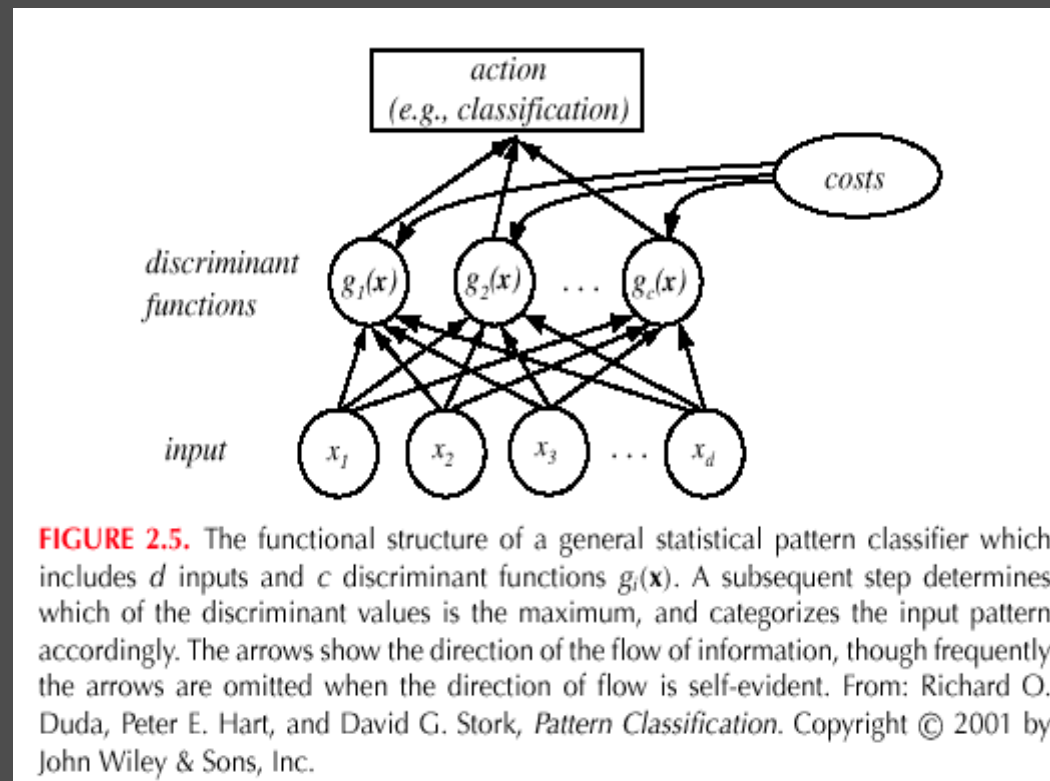 action
(e.g., classification)
costs
discriminant
functions
g₁(x)
g₂(x)
. . .
g꜀(x)
input
x₁
x₂
x₃
. . .
x_d
FIGURE 2.5. The functional structure of a general statistical pattern classifier which
includes d inputs and c discriminant functions gᵢ(x). A subsequent step determines
which of the discriminant values is the maximum, and categorizes the input pattern
accordingly. The arrows show the direction of the flow of information, though frequently
the arrows are omitted when the direction of flow is self-evident. From: Richard O.
Duda, Peter E. Hart, and David G. Stork, Pattern Classification. Copyright © 2001 by
John Wiley & Sons, Inc.